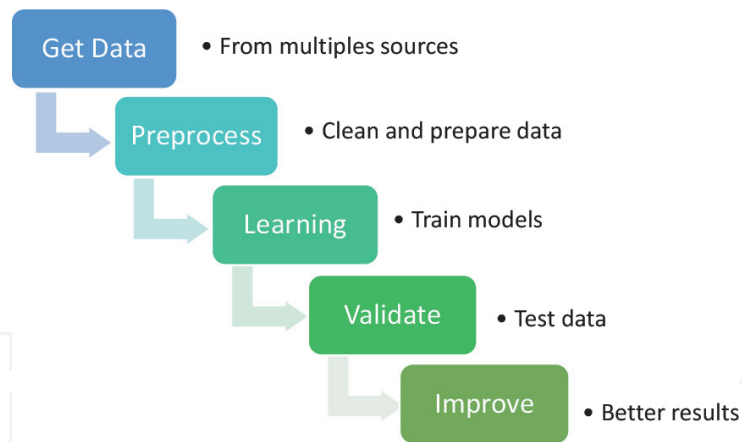 Get Data
• From multiples sources
Preprocess
• Clean and prepare data
Learning
• Train models
Validate
• Test data
Improve
• Better results